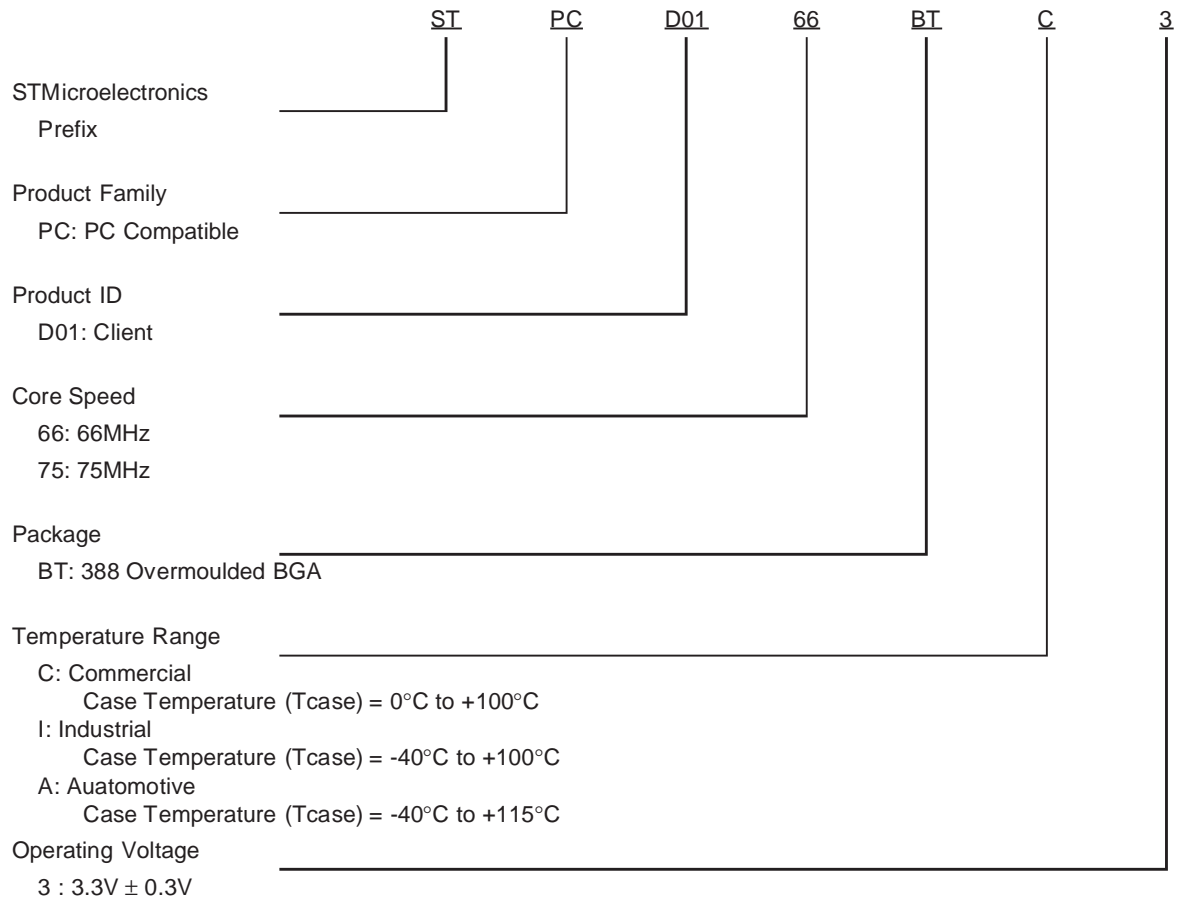 ST PC D01 66 BT C 3
STMicroelectronics
Prefix
Product Family
PC: PC Compatible
Product ID
D01: Client
Core Speed
66: 66MHz
75: 75MHz
Package
BT: 388 Overmoulded BGA
Temperature Range
C: Commercial
Case Temperature (Tcase) = 0°C to +100°C
I: Industrial
Case Temperature (Tcase) = -40°C to +100°C
A: Auatomotive
Case Temperature (Tcase) = -40°C to +115°C
Operating Voltage
3 : 3.3V ± 0.3V